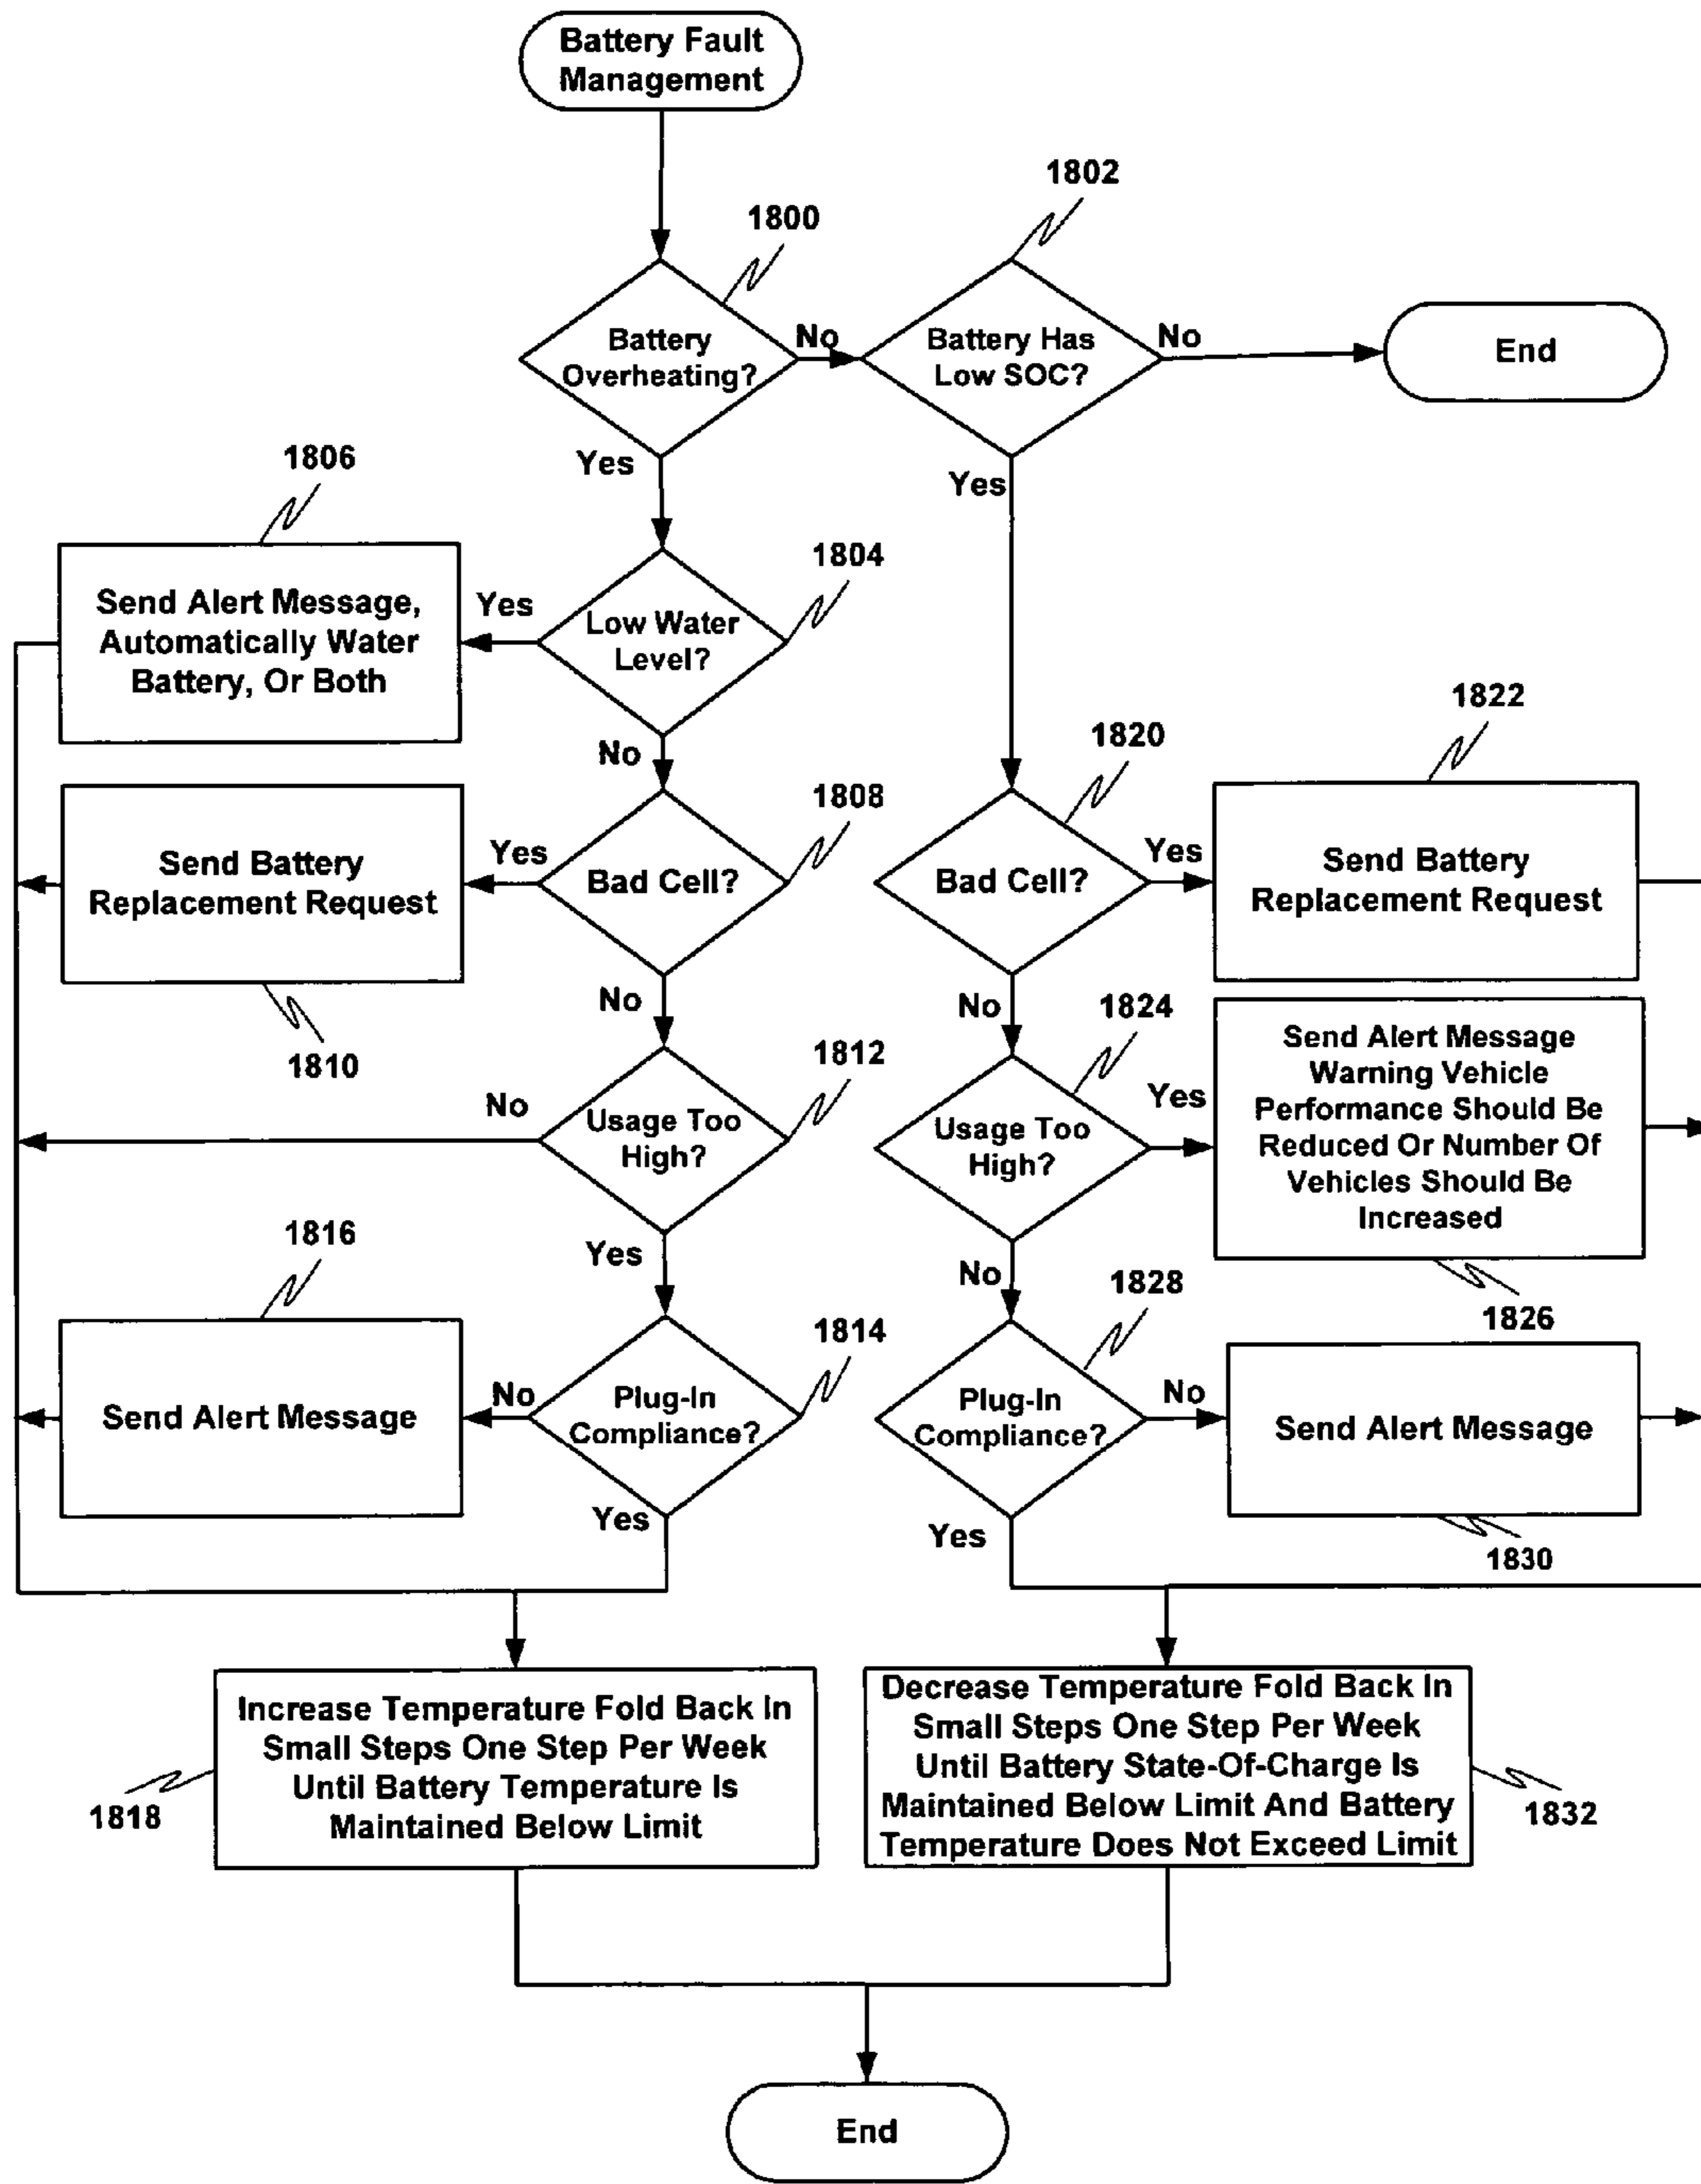 Battery Fault
Management
1802
1800
Battery
Overheating?
No
Battery Has
Low SOC?
No
End
Yes
Yes
1806
Send Alert Message,
Automatically Water
Battery, Or Both
Yes
1804
Low Water
Level?
No
1822
1820
1808
Send Battery
Replacement Request
Yes
Bad Cell?
Bad Cell?
Yes
Send Battery
Replacement Request
No
No
1810
1812
1824
No
Usage Too
High?
Usage Too
High?
Yes
Send Alert Message
Warning Vehicle
Performance Should Be
Reduced Or Number Of
Vehicles Should Be
Increased
1816
Yes
No
1828
1826
1814
Send Alert Message
No
Plug-In
Compliance?
Plug-In
Compliance?
No
Send Alert Message
Yes
Yes
1830
Increase Temperature Fold Back In
Small Steps One Step Per Week
Until Battery Temperature Is
Maintained Below Limit
1818
Decrease Temperature Fold Back In
Small Steps One Step Per Week
Until Battery State-Of-Charge Is
Maintained Below Limit And Battery
Temperature Does Not Exceed Limit
1832
End